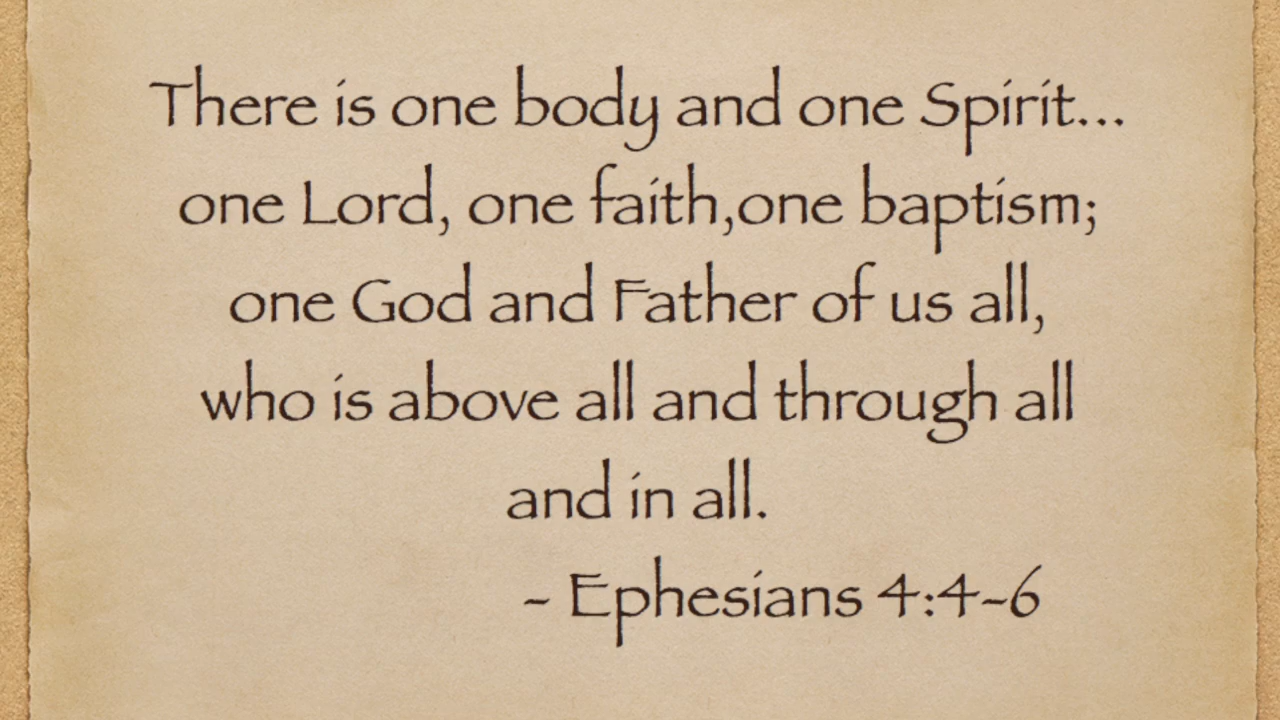 There is one body and one Spirit...
one Lord, one faith,one baptism;
one God and Father of us all,
who is above all and through all
and in all.
- Ephesians 4:4-6